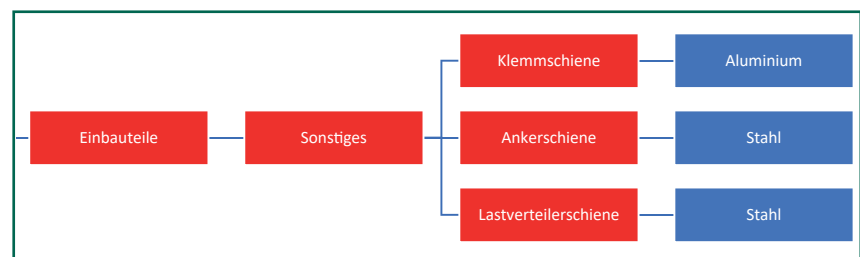 Klemmschiene
Aluminium
Einbauteile
Sonstiges
Ankerschiene
Stahl
Lastverteilerschiene
Stahl